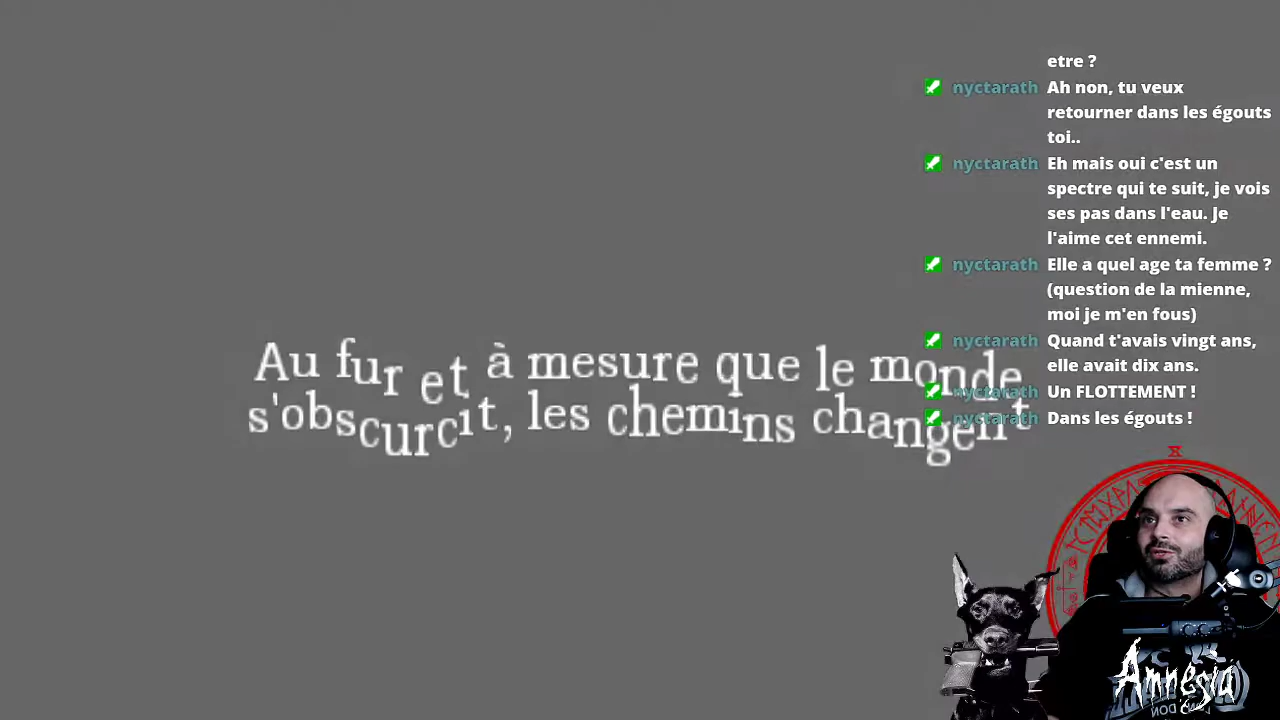 etre ?
nyctarath Ah non, tu veux
retourner dans les égouts
toi..
nyctarath Eh mais oui c'est un
spectre qui te suit, je vois
ses pas dans l'eau. Je
l'aime cet ennemi.
nyctarath Elle a quel age ta femme ?
(question de la mienne,
moi je m'en fous)
nyctarath Quand t'avais vingt ans,
elle avait dix ans.
nyctarath Un FLOTTEMENT !
nyctarath Dans les égouts !
Au fur et à mesure que le monde
s'obscurcit, les chemins changent
Amnesia